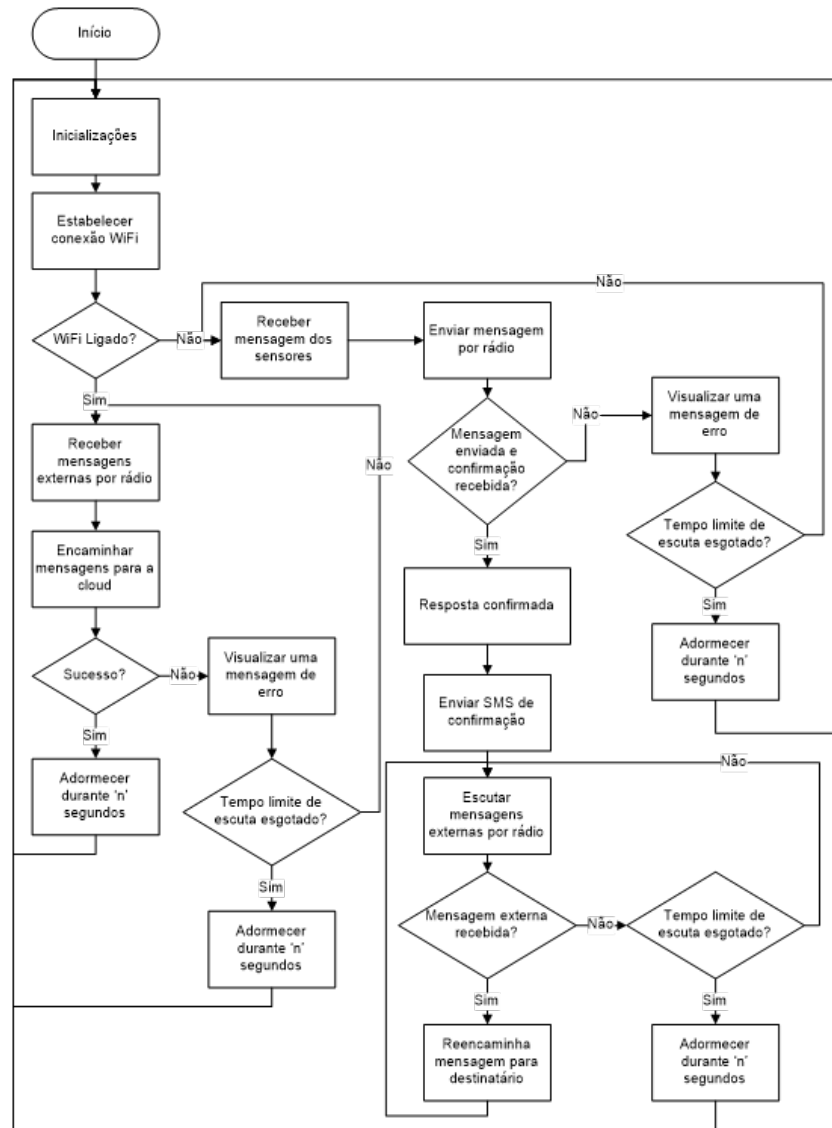 Início
Inicializações
Estabelecer
conexão WiFi
WiFi Ligado?
Não
Receber
mensagem dos
sensores
Enviar mensagem
por rádio
Não
Mensagem
enviada e
confirmação
recebida?
Não
Visualizar uma
mensagem de
erro
Tempo limite de
escuta esgotado?
Sim
Adormecer
durante 'n'
segundos
Sim
Resposta confirmada
Enviar SMS de
confirmação
Não
Escutar
mensagens
externas por rádio
Mensagem externa
recebida?
Não
Tempo limite de
escuta esgotado?
Sim
Reencaminha
mensagem para
destinatário
Sim
Adormecer
durante 'n'
segundos
Sim
Receber
mensagens
externas por rádio
Não
Encaminhar
mensagens para a
cloud
Sucesso?
Não
Visualizar uma
mensagem de
erro
Sim
Adormecer
durante 'n'
segundos
Tempo limite de
escuta esgotado?
Sim
Adormecer
durante 'n'
segundos